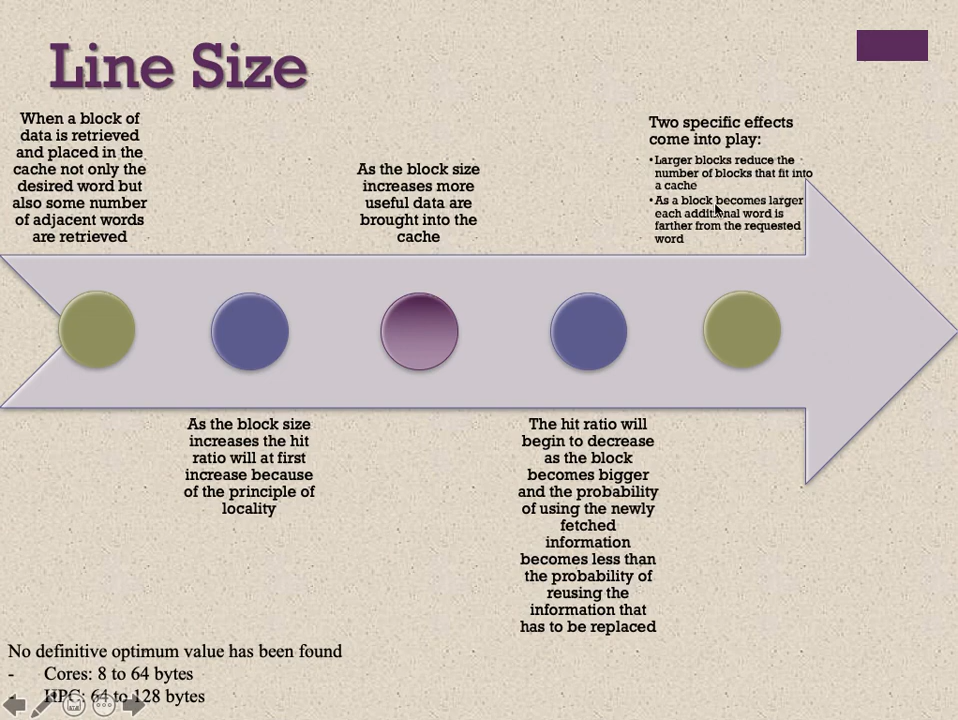 Line Size
When a block of
data is retrieved
and placed in the
cache not only the
desired word but
also some number
of adjacent words
are retrieved
As the block size
increases the hit
ratio will at first
increase because
of the principle of
locality
As the block size
increases more
useful data are
brought into the
cache
The hit ratio will
begin to decrease
as the block
becomes bigger
and the probability
of using the newly
fetched
information
becomes less than
the probability of
reusing the
information that
has to be replaced
Two specific effects
come into play:
•Larger blocks reduce the
number of blocks that fit into
a cache
•As a block becomes larger
each additional word is
farther from the requested
word
No definitive optimum value has been found
- Cores: 8 to 64 bytes
- HPC: 64 to 128 bytes